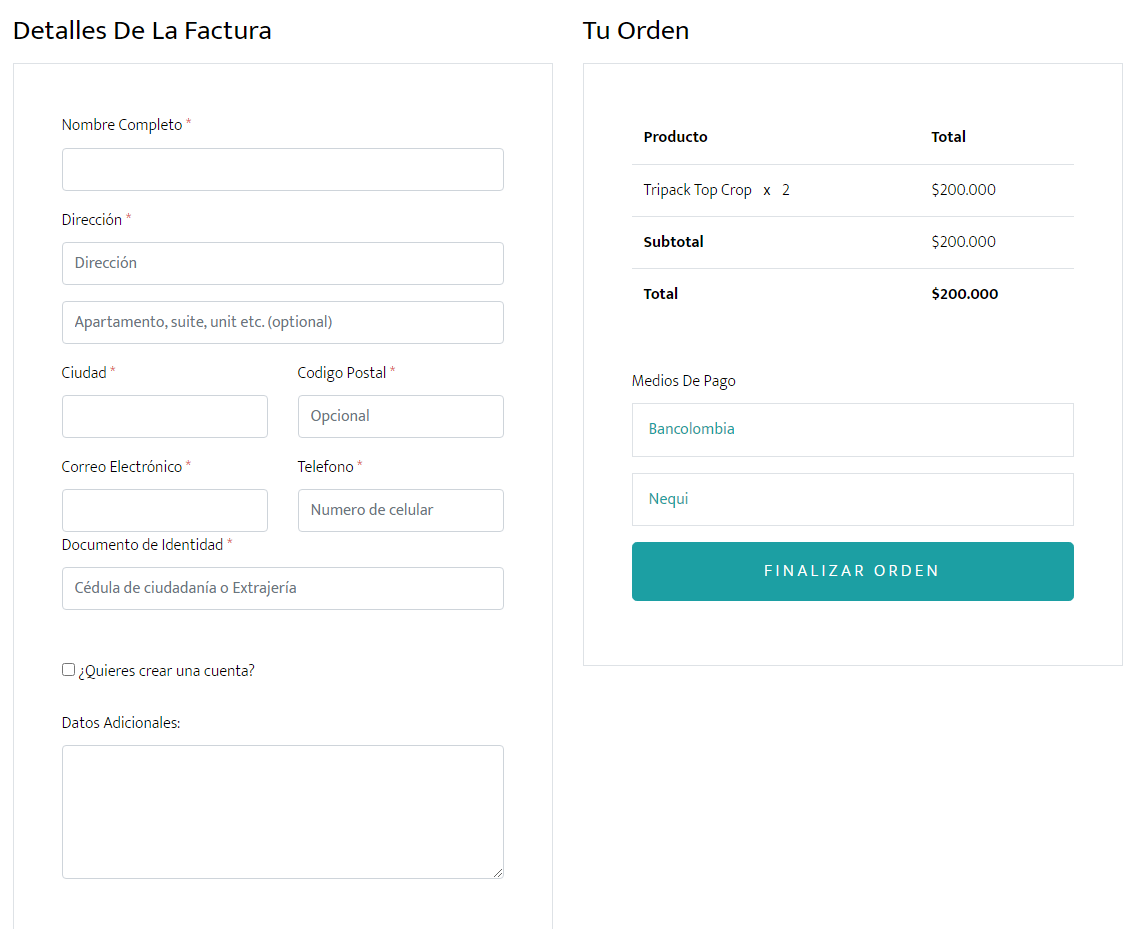 Detalles De La Factura
Nombre Completo *
Dirección *
Dirección
Apartamento, suite, unit etc. (optional)
Ciudad * Codigo Postal *
Opcional
Correo Electrónico * Telefono *
Numero de celular
Documento de Identidad *
Cédula de ciudadanía o Extrajería
¿Quieres crear una cuenta?
Datos Adicionales:
Tu Orden
Producto Total
Tripack Top Crop x 2 $200.000
Subtotal $200.000
Total $200.000
Medios De Pago
Bancolombia
Nequi
FINALIZAR ORDEN